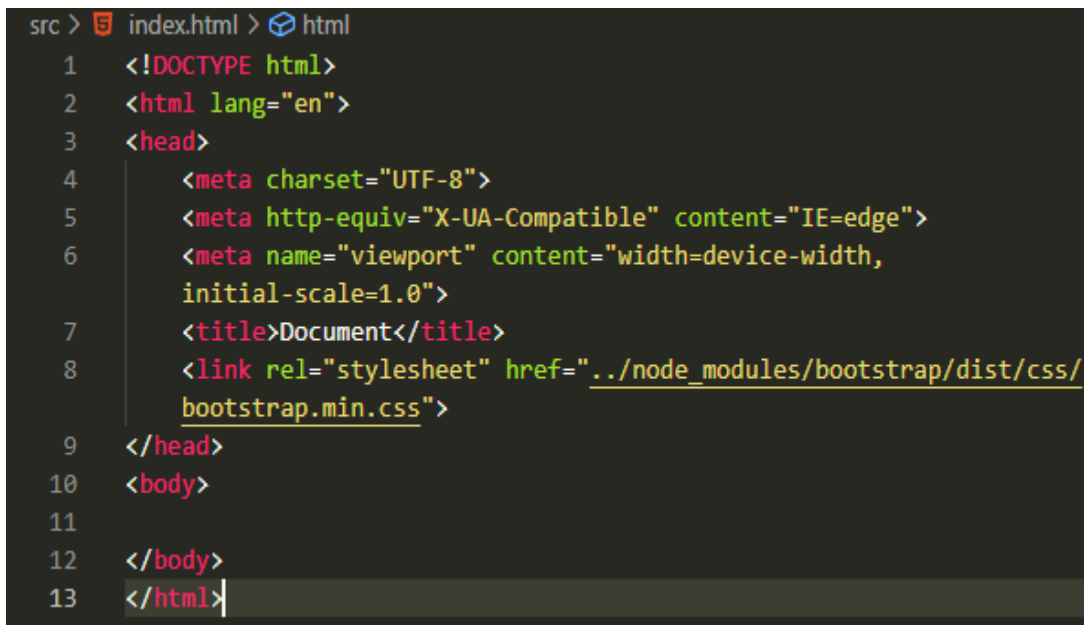 src > index.html > html
1 <!DOCTYPE html>
2 <html lang="en">
3 <head>
4 <meta charset="UTF-8">
5 <meta http-equiv="X-UA-Compatible" content="IE=edge">
6 <meta name="viewport" content="width=device-width,
initial-scale=1.0">
7 <title>Document</title>
8 <link rel="stylesheet" href="../node_modules/bootstrap/dist/css/
bootstrap.min.css">
9 </head>
10 <body>
11
12 </body>
13 </html>